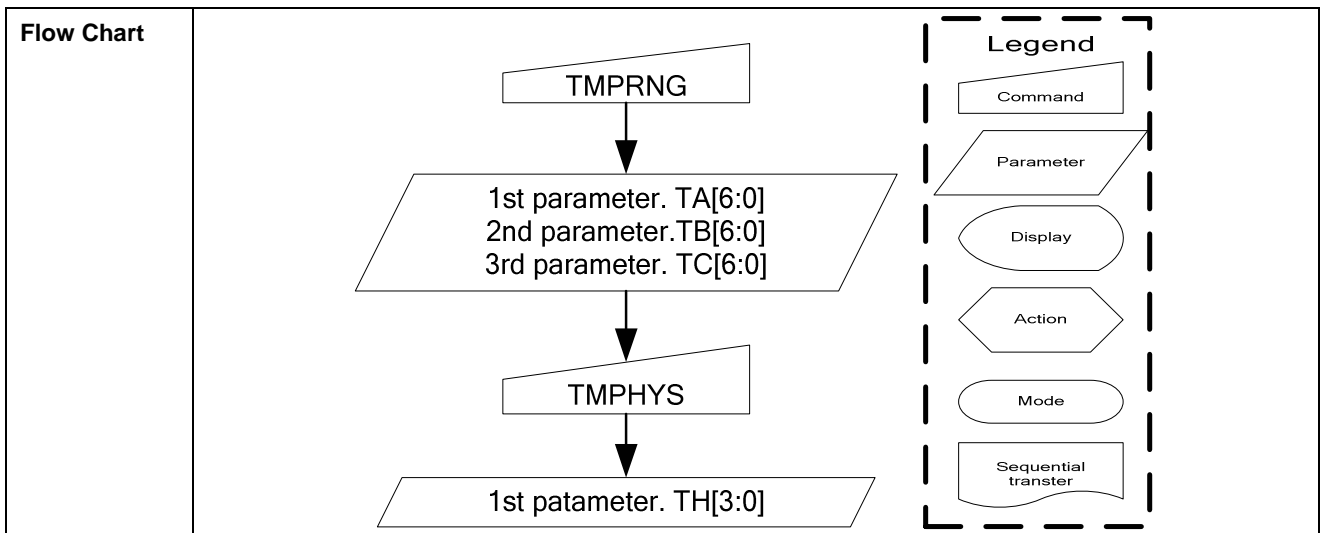 Flow Chart
TMPRNG
1st parameter. TA[6:0]
2nd parameter.TB[6:0]
3rd parameter. TC[6:0]
TMPHYS
1st patameter. TH[3:0]
Legend
Command
Parameter
Display
Action
Mode
Sequential
transter